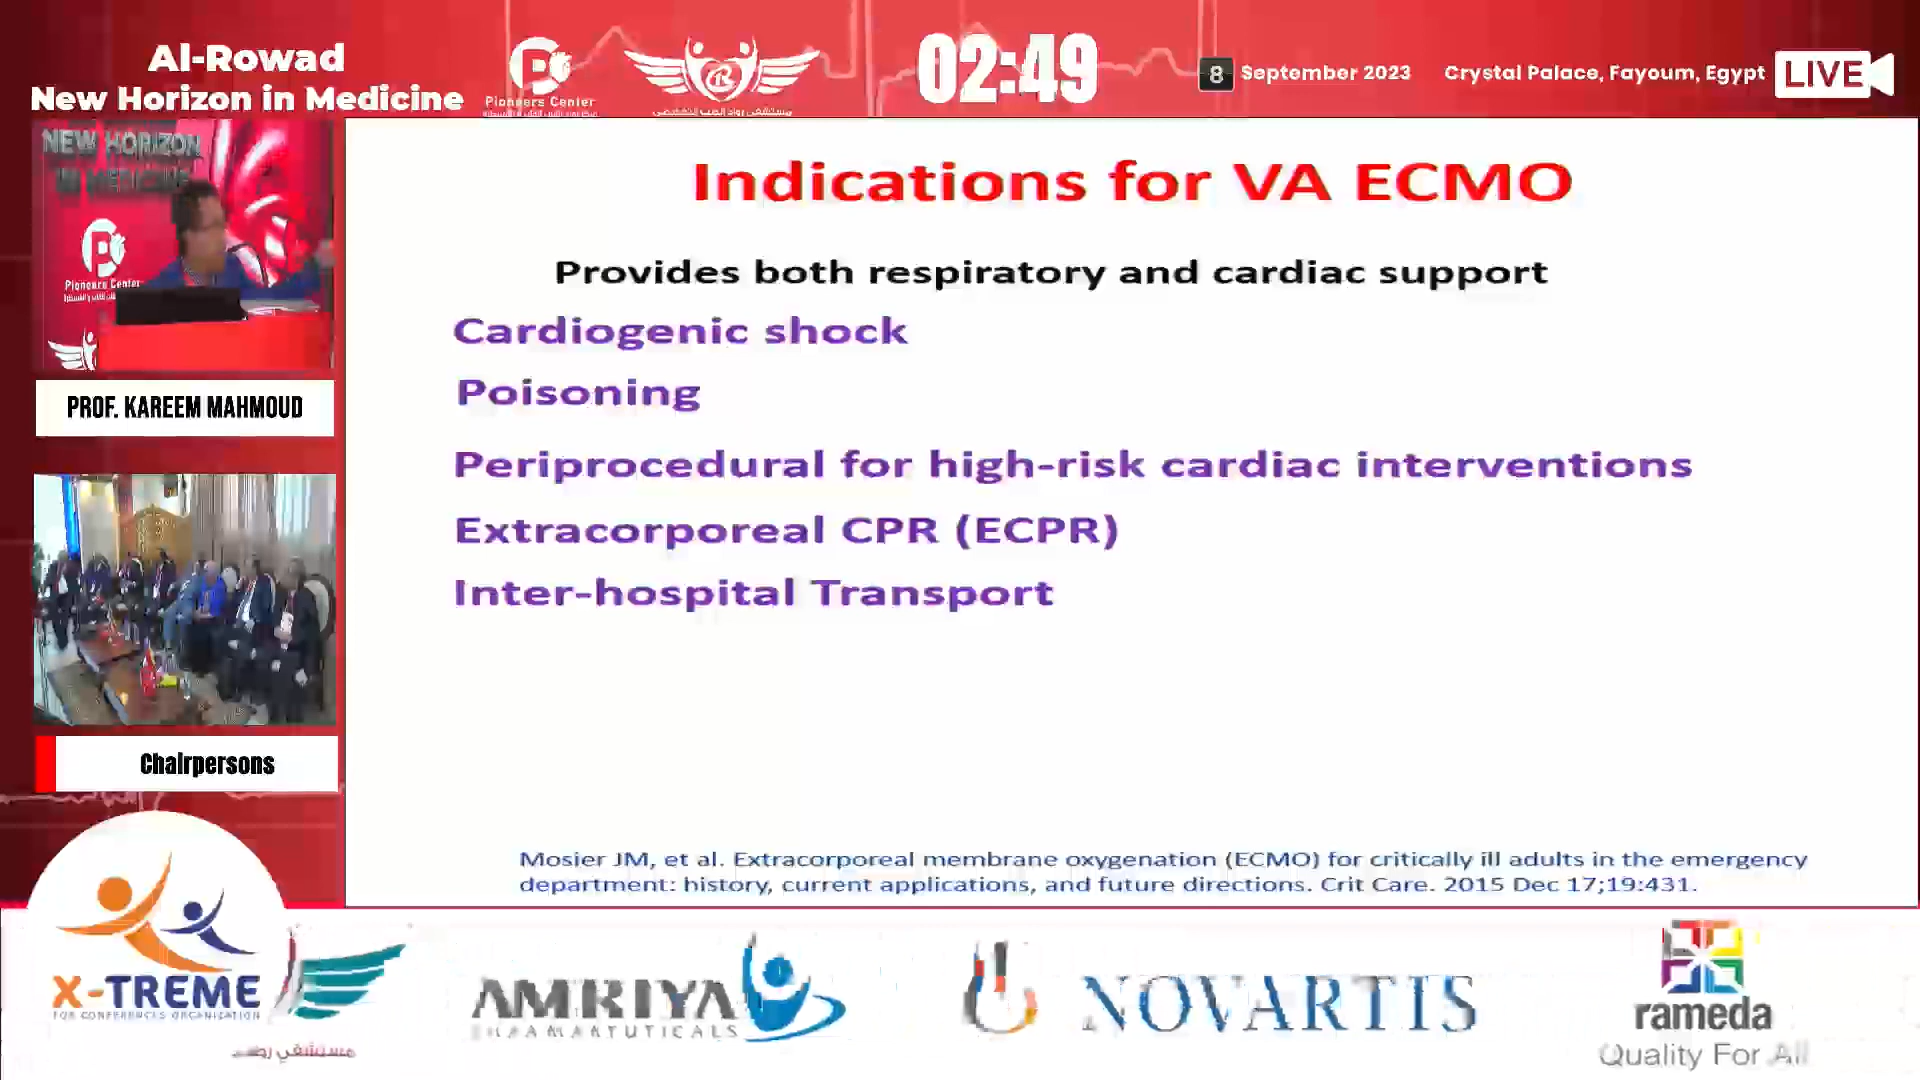 Al-Rowad
New Horizon in Medicine
Pioneers Center
02:49
8 September 2023
Crystal Palace, Fayoum, Egypt
LIVE
NEW HORIZON
IN MEDICINE
Pioneers Center
PROF. KAREEM MAHMOUD
Chairpersons
Indications for VA ECMO
Provides both respiratory and cardiac support
Cardiogenic shock
Poisoning
Periprocedural for high-risk cardiac interventions
Extracorporeal CPR (ECPR)
Inter-hospital Transport
Mosier JM, et al. Extracorporeal membrane oxygenation (ECMO) for critically ill adults in the emergency
department: history, current applications, and future directions. Crit Care. 2015 Dec 17;19:431.
X-TREME
FOR CONFERENCES ORGANIZATION
AMRIYA
NOVARTIS
rameda
Quality For All